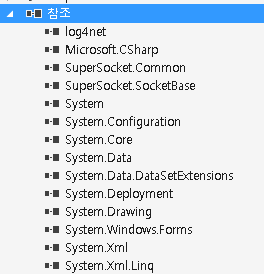 참조
log4net
Microsoft.CSharp
SuperSocket.Common
SuperSocket.SocketBase
System
System.Configuration
System.Core
System.Data
System.Data.DataSetExtensions
System.Deployment
System.Drawing
System.Windows.Forms
System.Xml
System.Xml.Linq